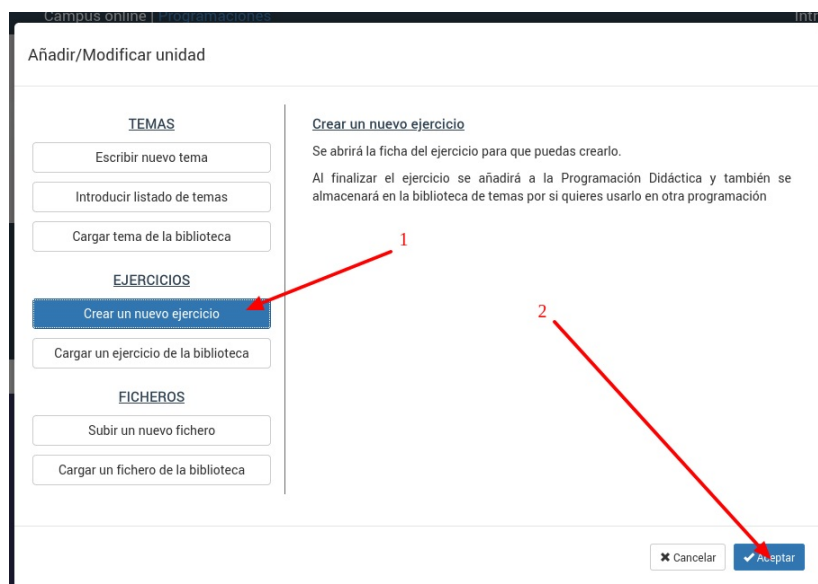 Campus online | Programaciones
Intr
Añadir/Modificar unidad
TEMAS
Escribir nuevo tema
Introducir listado de temas
Cargar tema de la biblioteca
EJERCICIOS
Crear un nuevo ejercicio
Cargar un ejercicio de la biblioteca
FICHEROS
Subir un nuevo fichero
Cargar un fichero de la biblioteca
Crear un nuevo ejercicio
Se abrirá la ficha del ejercicio para que puedas crearlo.
Al finalizar el ejercicio se añadirá a la Programación Didáctica y también se
almacenará en la biblioteca de temas por si quieres usarlo en otra programación
1
2
Cancelar
Aceptar